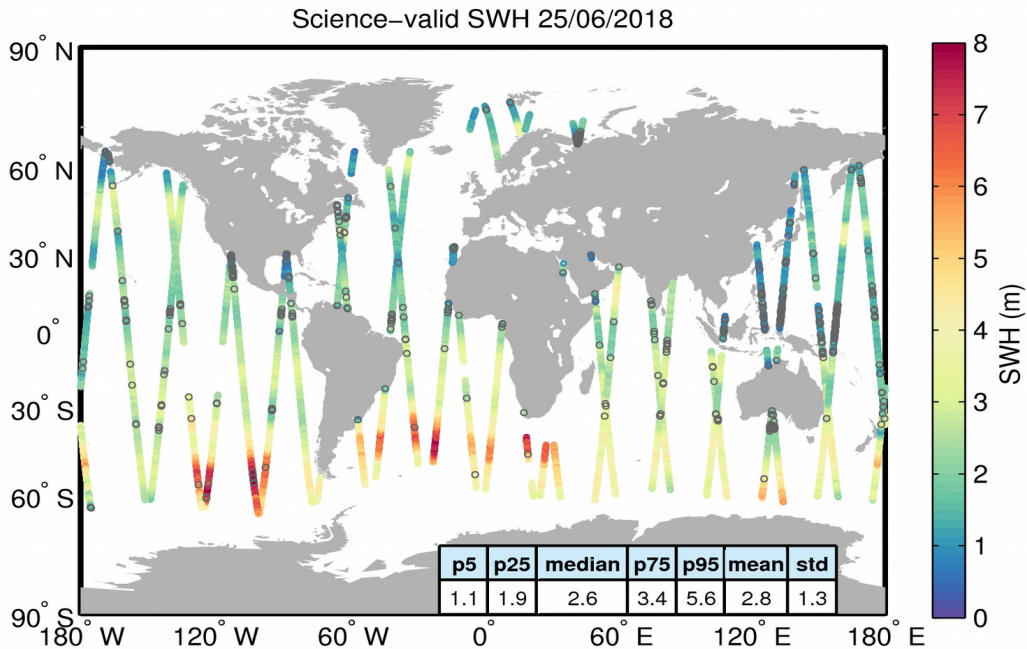 Science−valid SWH 25/06/2018
90° N
60° N
30° N
0°
30° S
60° S
90° S
180° W 120° W 60° W 0° 60° E 120° E 180° E
p5 p25 median p75 p95 mean std
1.1 1.9 2.6 3.4 5.6 2.8 1.3
8
7
6
5
4
3
2
1
0
SWH (m)